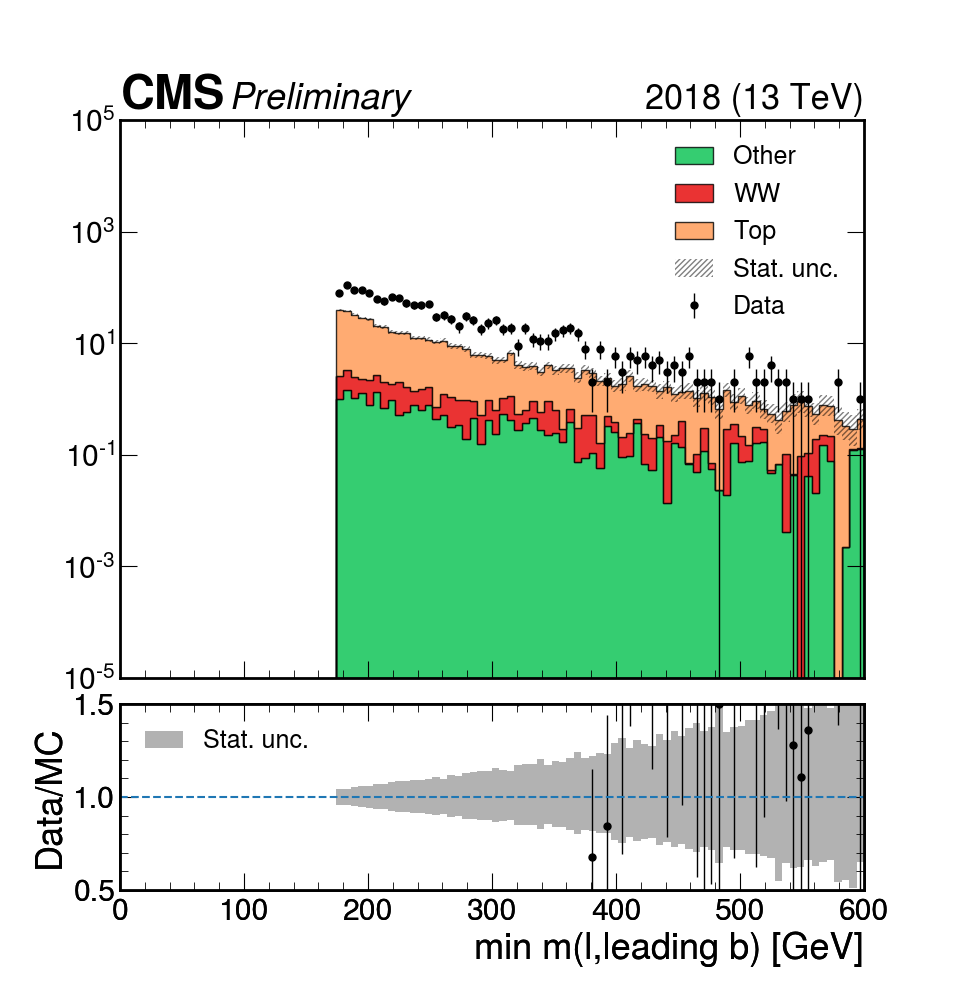 CMS Preliminary 2018 (13 TeV)
10^5
10^3
10^1
10^-1
10^-3
10^-5
Other
WW
Top
Stat. unc.
Data
1.5
1.0
0.5
Data/MC
Stat. unc.
0 100 200 300 400 500 600
min m(l,leading b) [GeV]